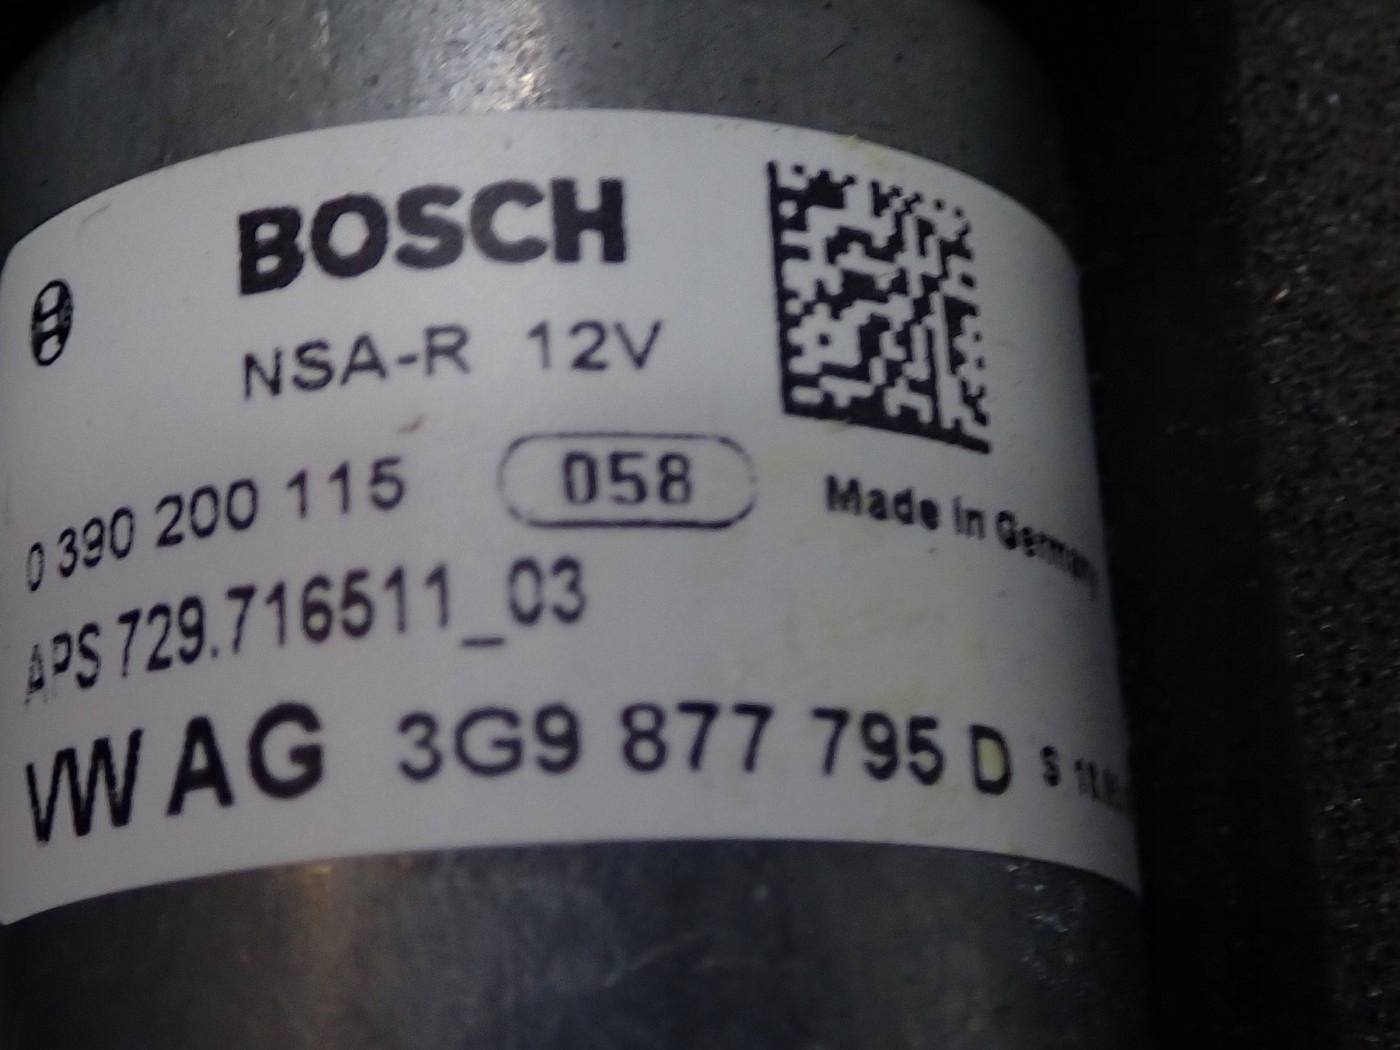 BOSCH
NSA-R 12V
0 390 200 115 058
Made in Germany
APS 729.716511_03
VW AG 3G9 877 795 D S